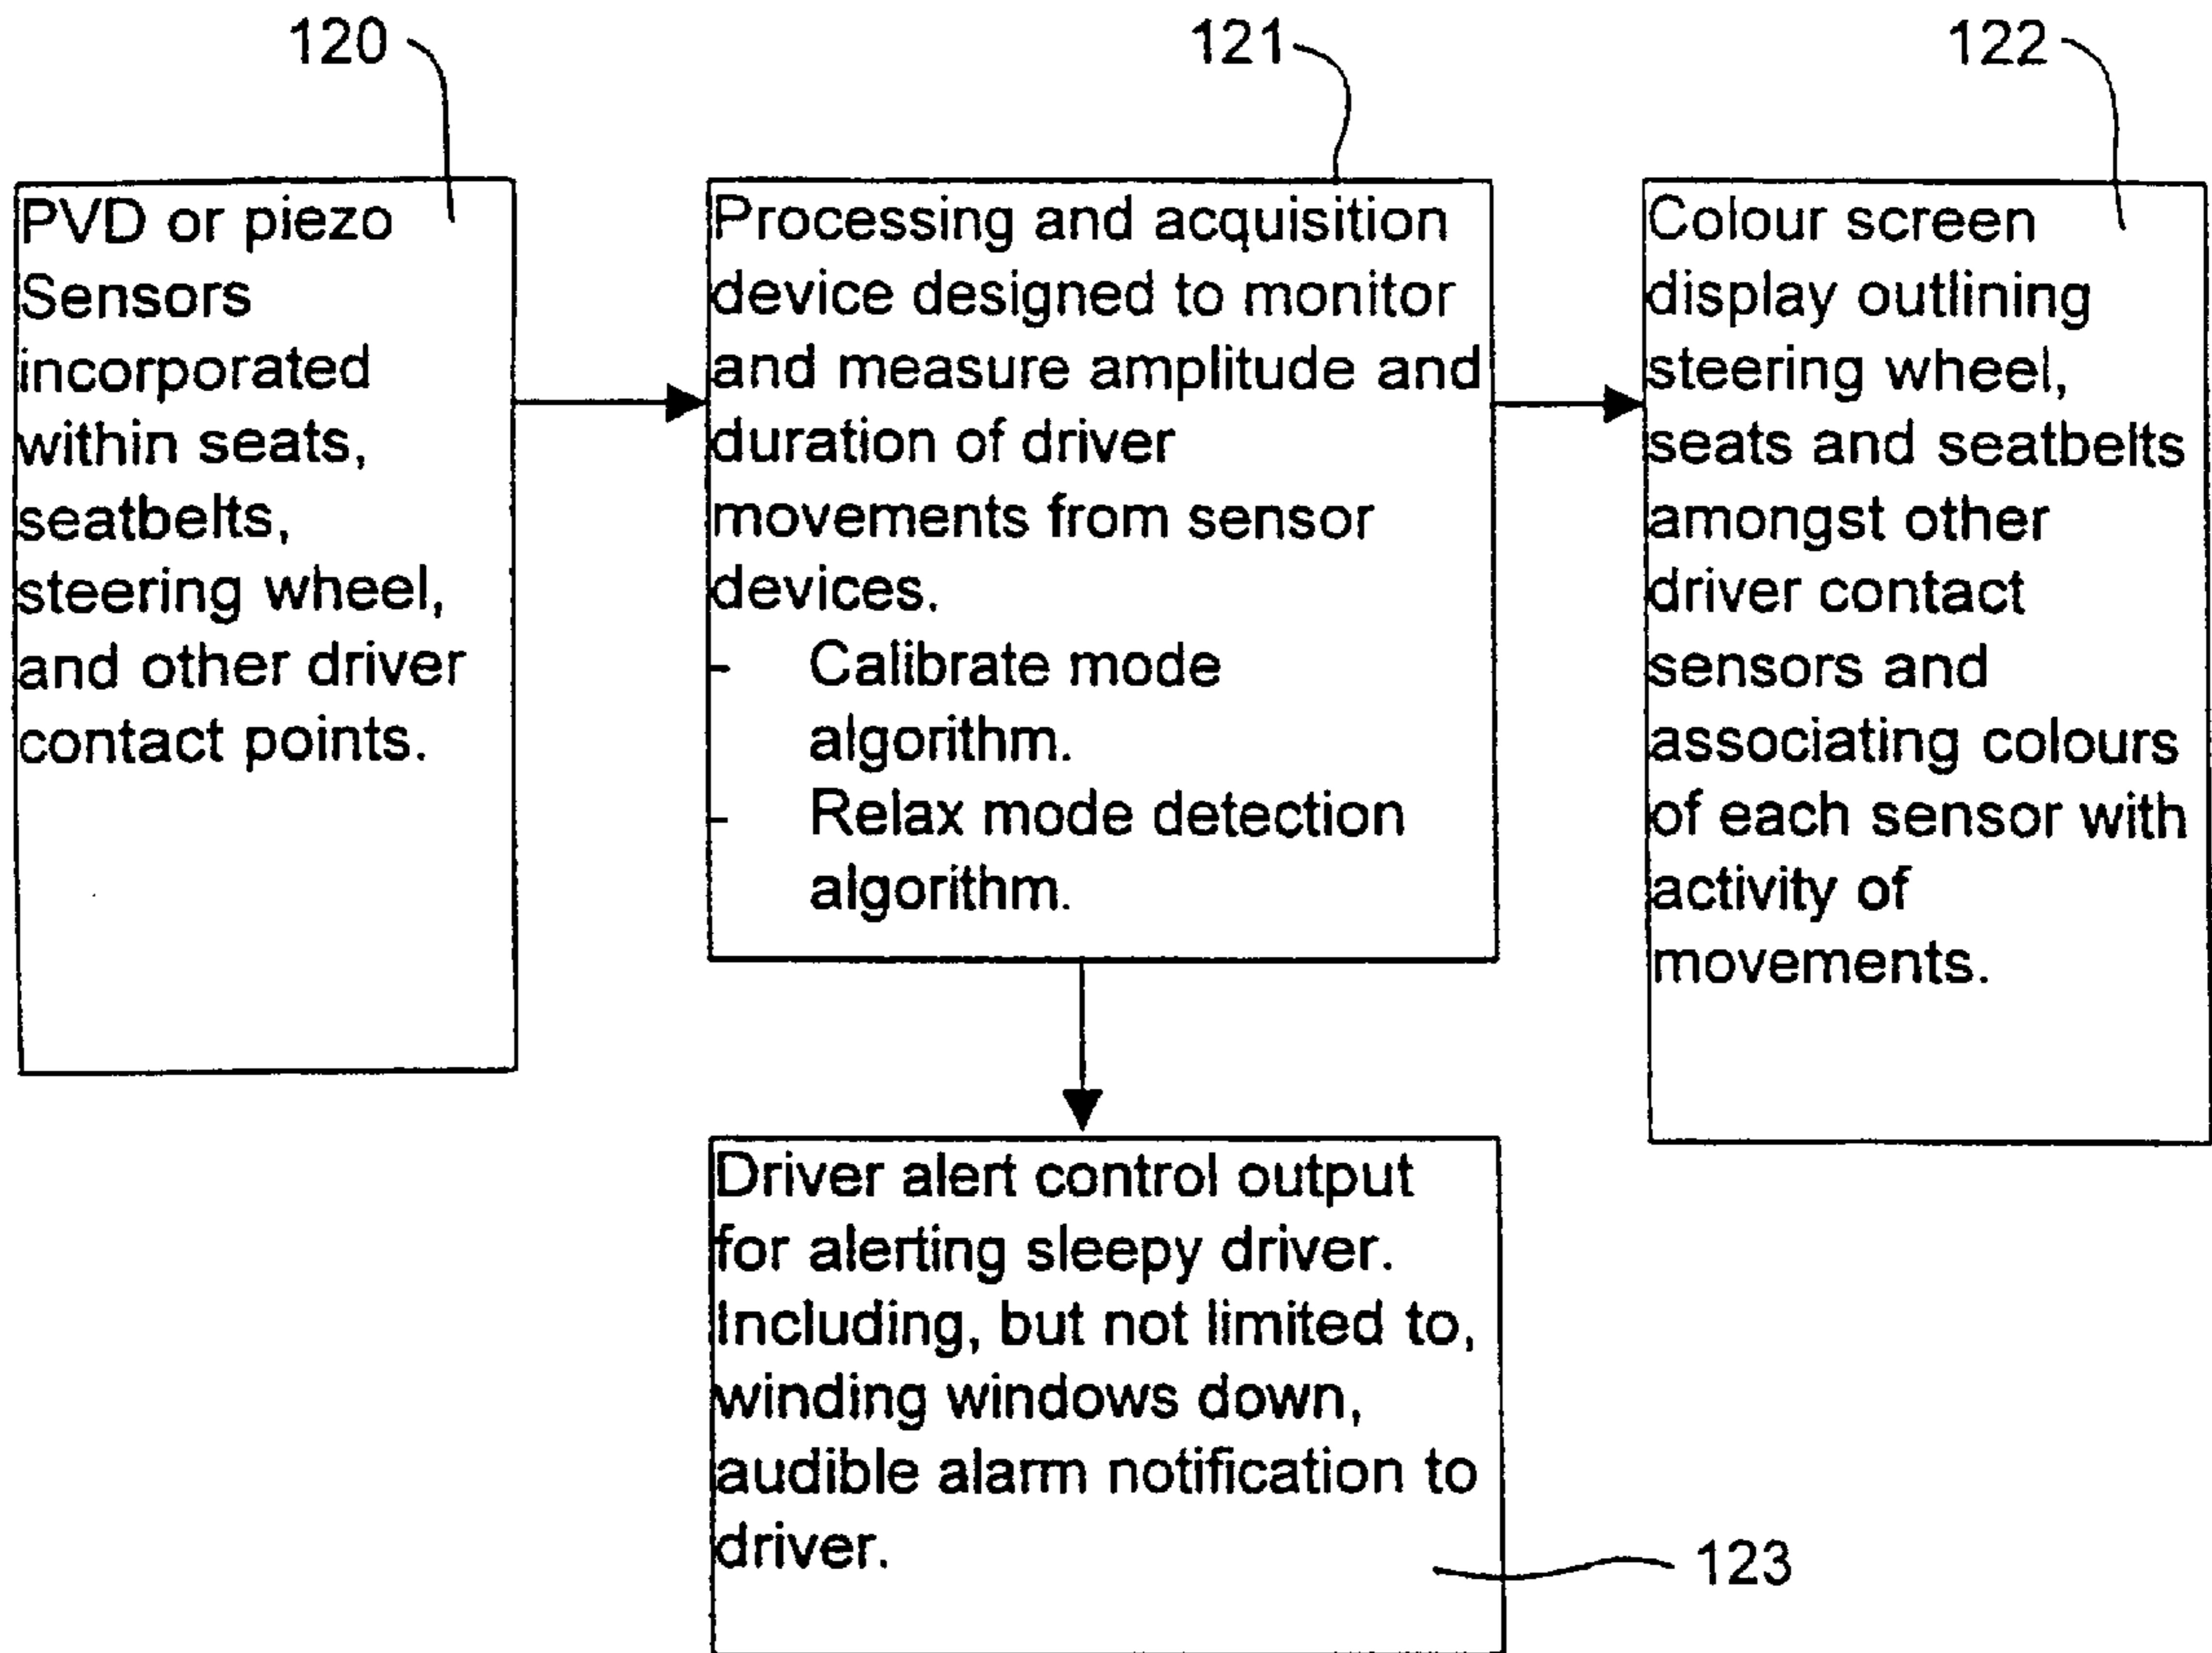 120
121
122
PVD or piezo
Sensors
incorporated
within seats,
seatbelts,
steering wheel,
and other driver
contact points.
Processing and acquisition
device designed to monitor
and measure amplitude and
duration of driver
movements from sensor
devices.
- Calibrate mode
algorithm.
- Relax mode detection
algorithm.
Colour screen
display outlining
steering wheel,
seats and seatbelts
amongst other
driver contact
sensors and
associating colours
of each sensor with
activity of
movements.
Driver alert control output
for alerting sleepy driver.
Including, but not limited to,
winding windows down,
audible alarm notification to
driver.
123